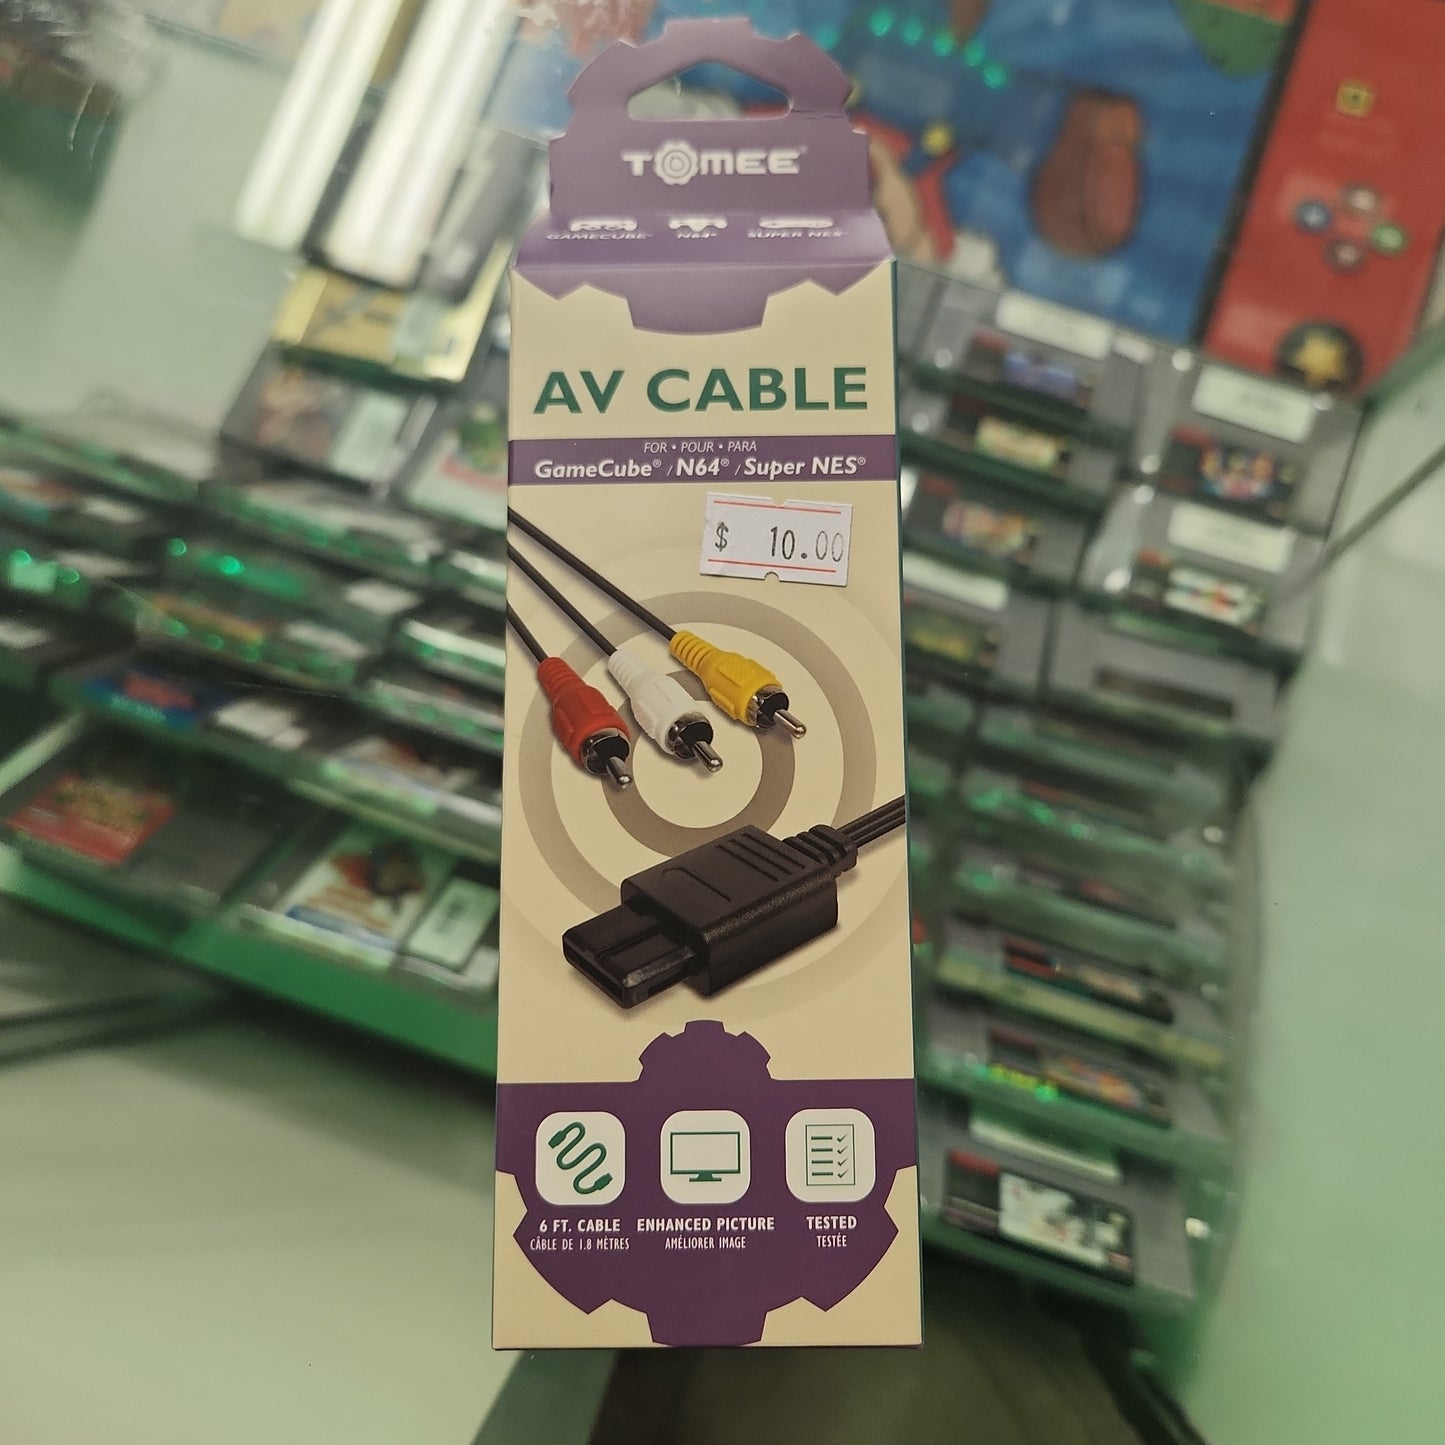 TOMEE®
GAMECUBE® N64® SUPER NES®
AV CABLE
FOR • POUR • PARA
GameCube® / N64® / Super NES®
$ 10.00
6 FT. CABLE ENHANCED PICTURE TESTED
CÂBLE DE 1.8 MÈTRES AMÉLIORER IMAGE TESTÉE